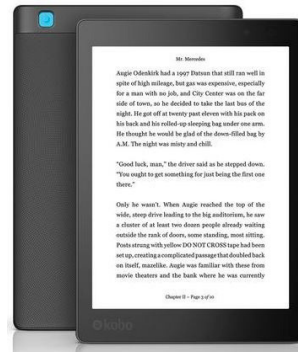 Mr. Mercedes
Augie Odenkirk had a 1997 Datsun that still ran well in
spite of high mileage, but gas was expensive, especially
for a man with no job, and City Center was on the far
side of town, so he decided to take the last bus of the
night. He got off at twenty past eleven with his pack on
his back and his rolled-up sleeping bag under one arm.
He thought he would be glad of the down-filled bag by
A.M. The night was misty and chill.
"Good luck, man," the driver said as he stepped down.
"You ought to get something for just being the first one
there."
Only he wasn't. When Augie reached the top of the
wide, steep drive leading to the big auditorium, he saw
a cluster of at least two dozen people already waiting
outside the rank of doors, some standing, most sitting.
Posts strung with yellow DO NOT CROSS tape had been
set up, creating a complicated passage that doubled back
on itself, mazelike. Augie was familiar with these from
movie theaters and the bank where he was currently
Chapter II – Page 3 of 10
kobo